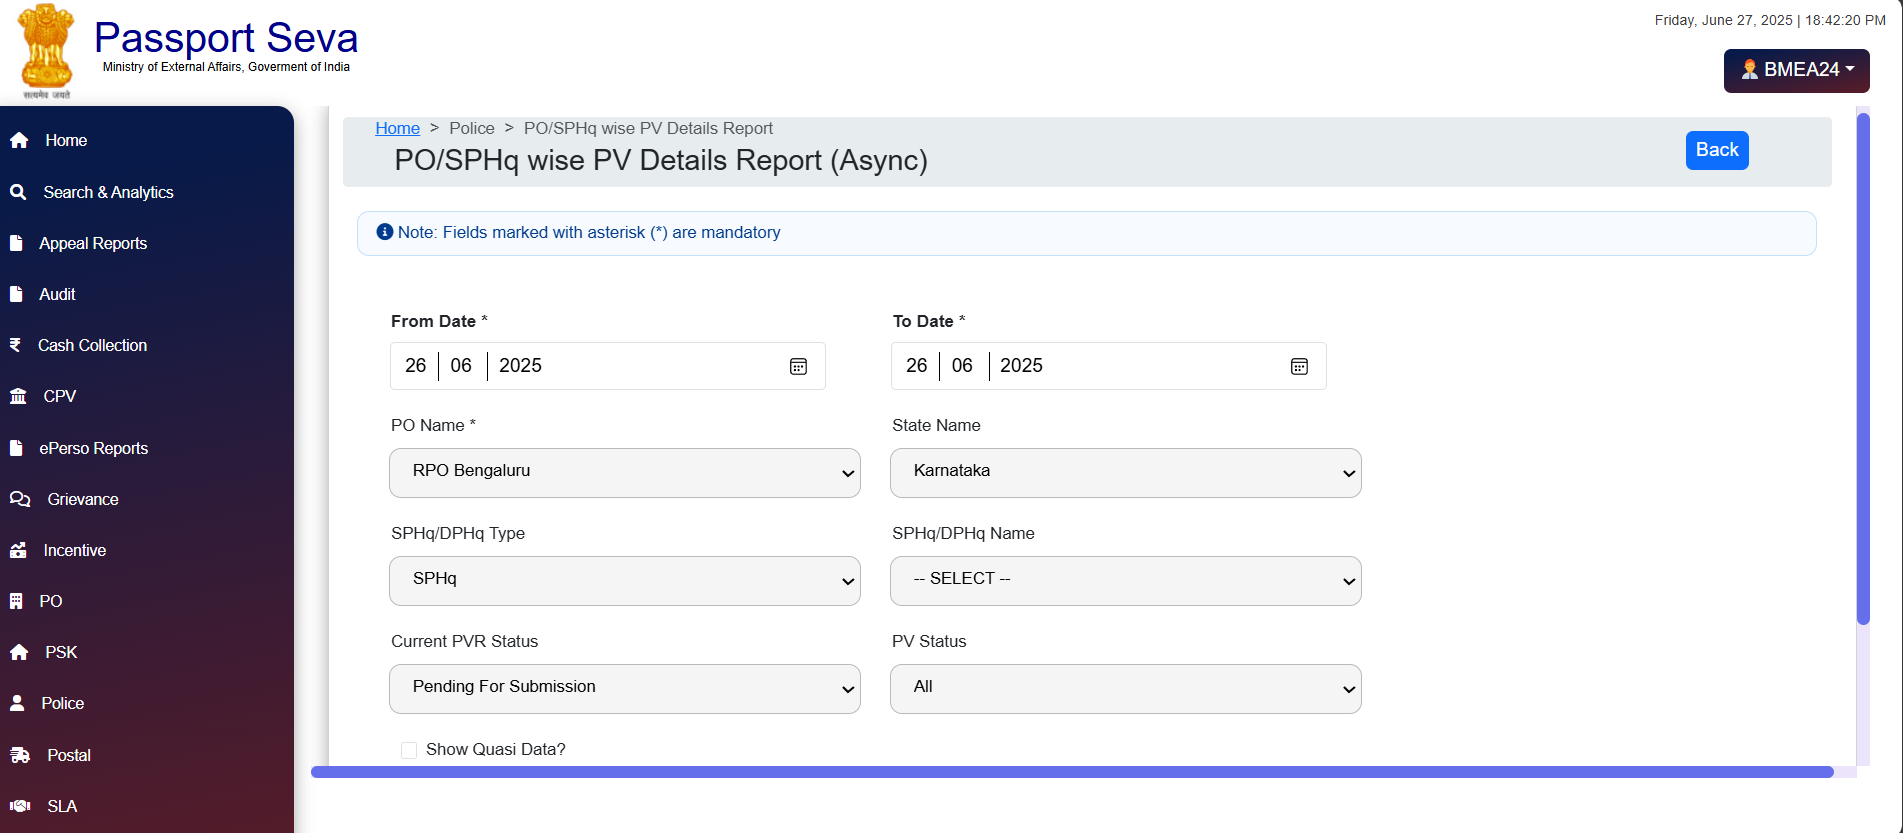 Passport Seva
Ministry of External Affairs, Goverment of India
सत्यमेव जयते
Friday, June 27, 2025 | 18:42:20 PM
BMEA24
Home
Search & Analytics
Appeal Reports
Audit
Cash Collection
CPV
ePerso Reports
Grievance
Incentive
PO
PSK
Police
Postal
SLA
Home > Police > PO/SPHq wise PV Details Report
PO/SPHq wise PV Details Report (Async)
Back
Note: Fields marked with asterisk (*) are mandatory
From Date * To Date *
26 06 2025 26 06 2025
PO Name * State Name
RPO Bengaluru Karnataka
SPHq/DPHq Type SPHq/DPHq Name
SPHq -- SELECT --
Current PVR Status PV Status
Pending For Submission All
Show Quasi Data?